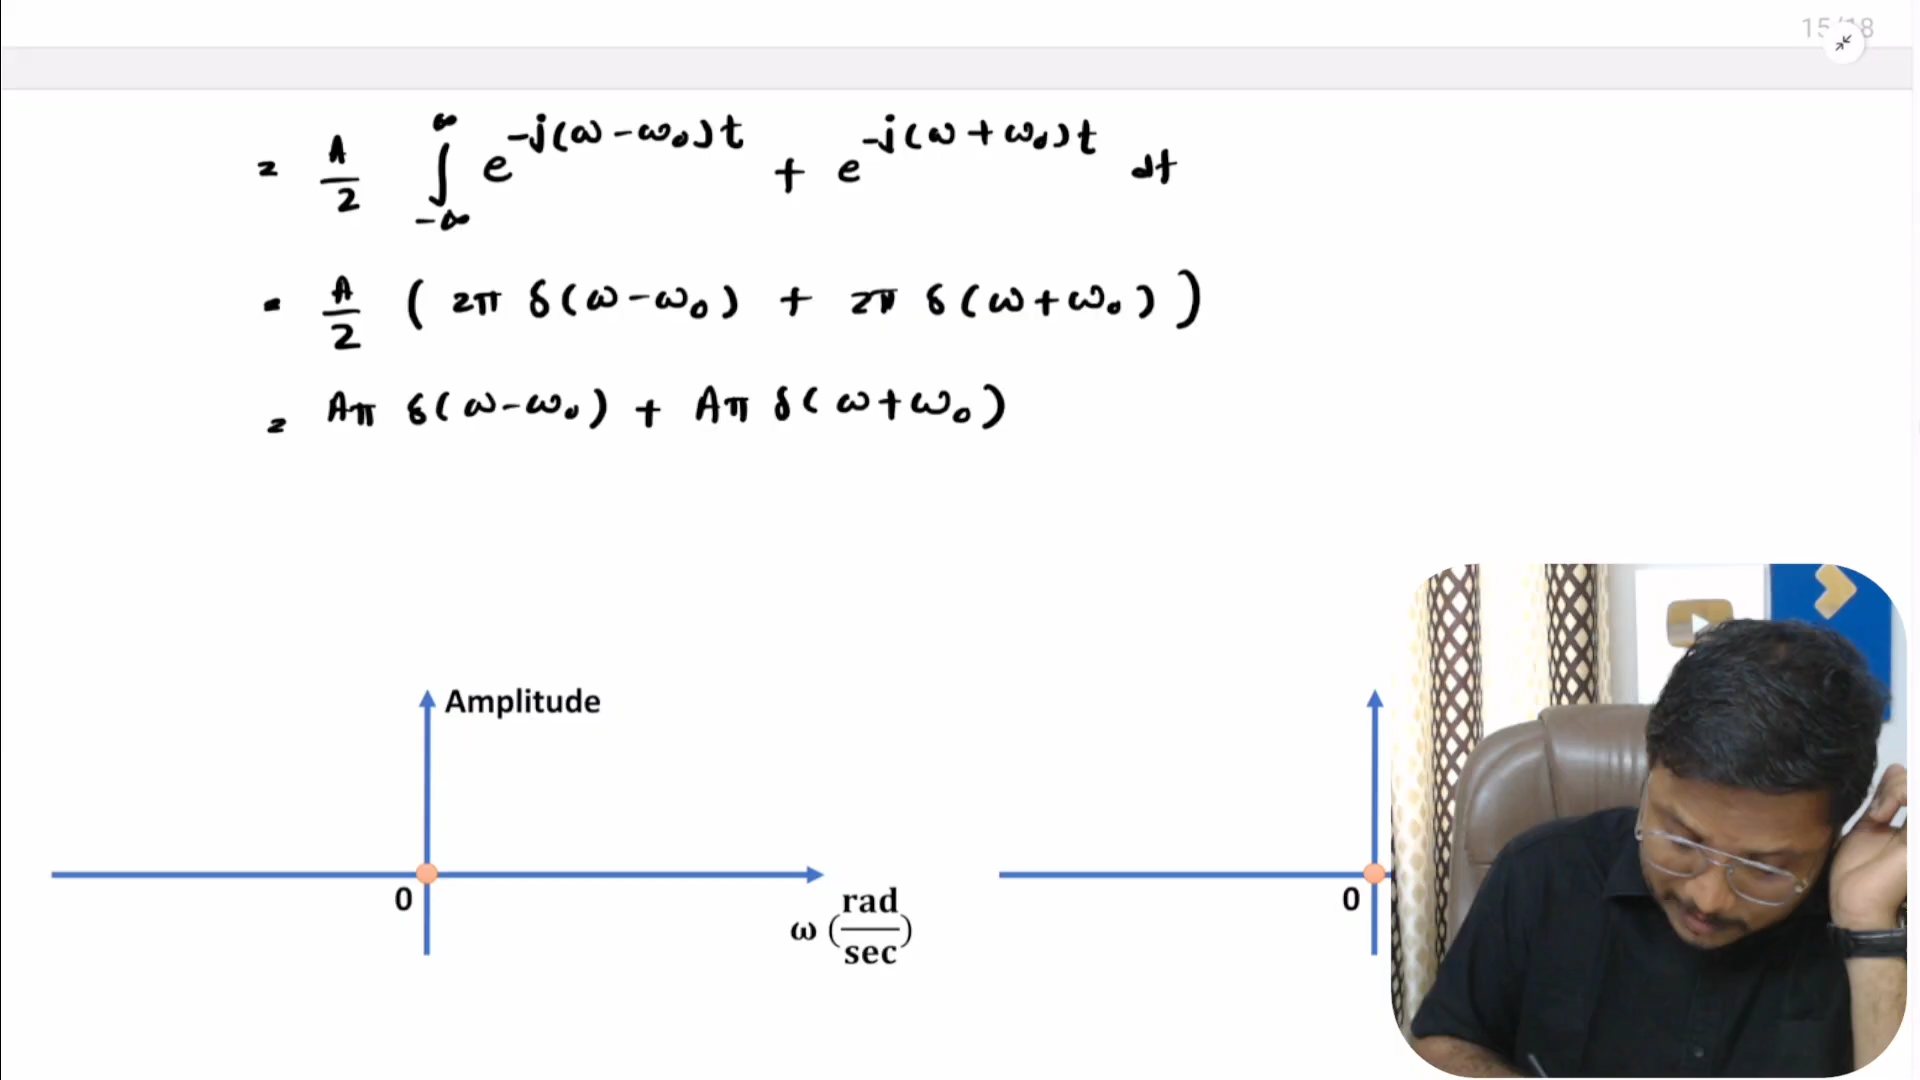 = A/2 ∫_{-∞}^{∞} e^{-j(ω-ω₀)t} + e^{-j(ω+ω₀)t} dt
= A/2 ( 2π δ(ω-ω₀) + 2π δ(ω+ω₀) )
= Aπ δ(ω-ω₀) + Aπ δ(ω+ω₀)
Amplitude
0
ω (rad/sec)
0